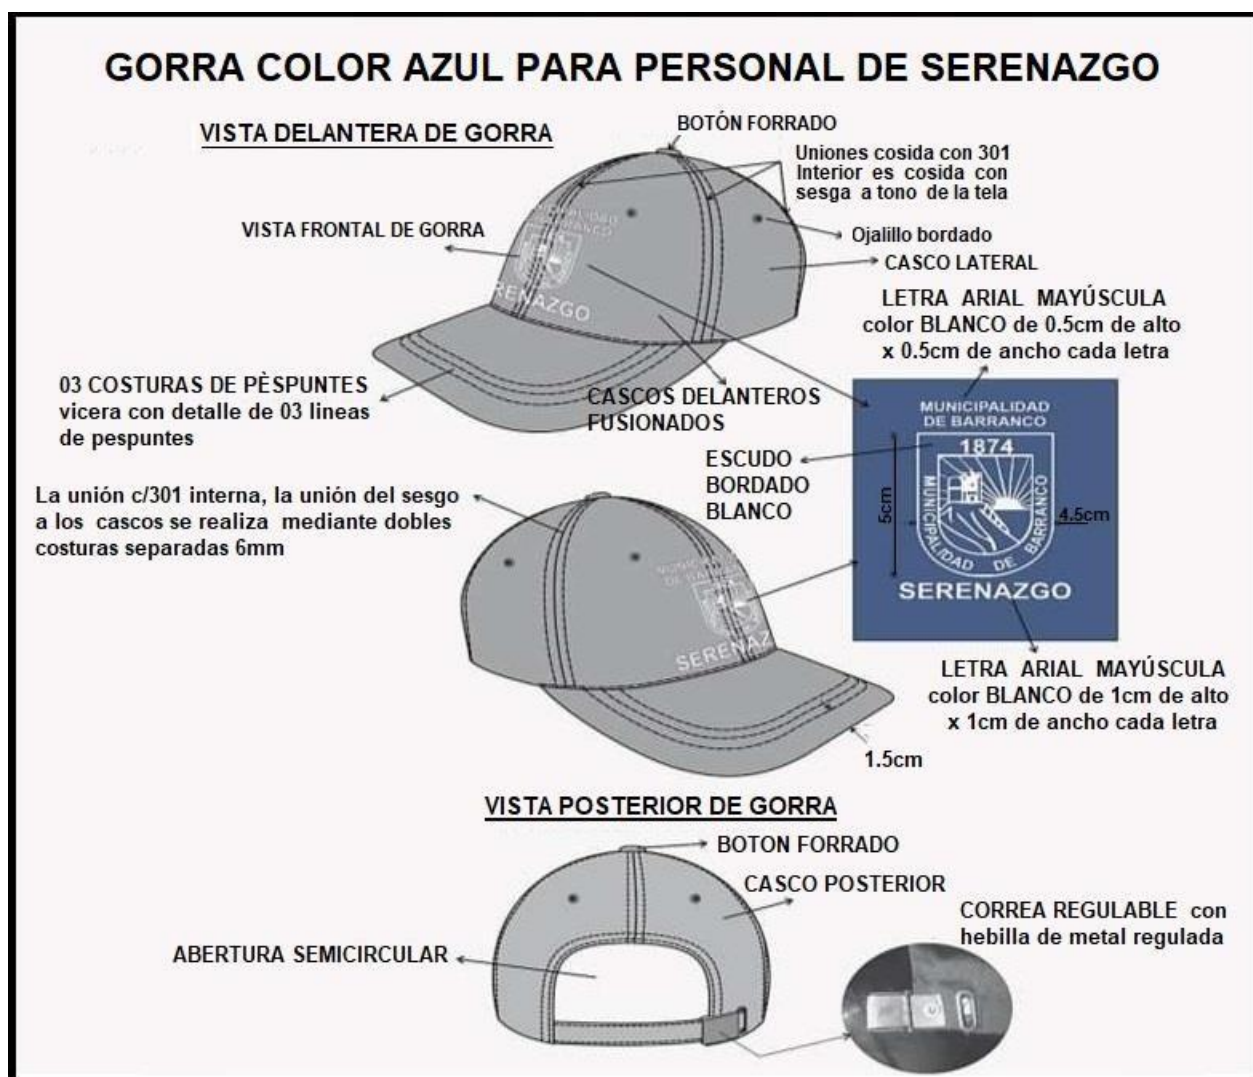 GORRA COLOR AZUL PARA PERSONAL DE SERENAZGO
VISTA DELANTERA DE GORRA
BOTÓN FORRADO
Uniones cosida con 301
Interior es cosida con
sesga a tono de la tela
VISTA FRONTAL DE GORRA
Ojalillo bordado
CASCO LATERAL
MUNICIPALIDAD
DE BARRANCO
RENAZGO
LETRA ARIAL MAYÚSCULA
color BLANCO de 0.5cm de alto
x 0.5cm de ancho cada letra
03 COSTURAS DE PÈSPUNTES
vicera con detalle de 03 lineas
de pespuntes
CASCOS DELANTEROS
FUSIONADOS
MUNICIPALIDAD
DE BARRANCO
1874
MUNICIPALIDAD DE BARRANCO
5cm
4.5cm
SERENAZGO
ESCUDO
BORDADO
BLANCO
La unión c/301 interna, la unión del sesgo
a los cascos se realiza mediante dobles
costuras separadas 6mm
SERENAZ
LETRA ARIAL MAYÚSCULA
color BLANCO de 1cm de alto
x 1cm de ancho cada letra
1.5cm
VISTA POSTERIOR DE GORRA
BOTON FORRADO
CASCO POSTERIOR
CORREA REGULABLE con
hebilla de metal regulada
ABERTURA SEMICIRCULAR